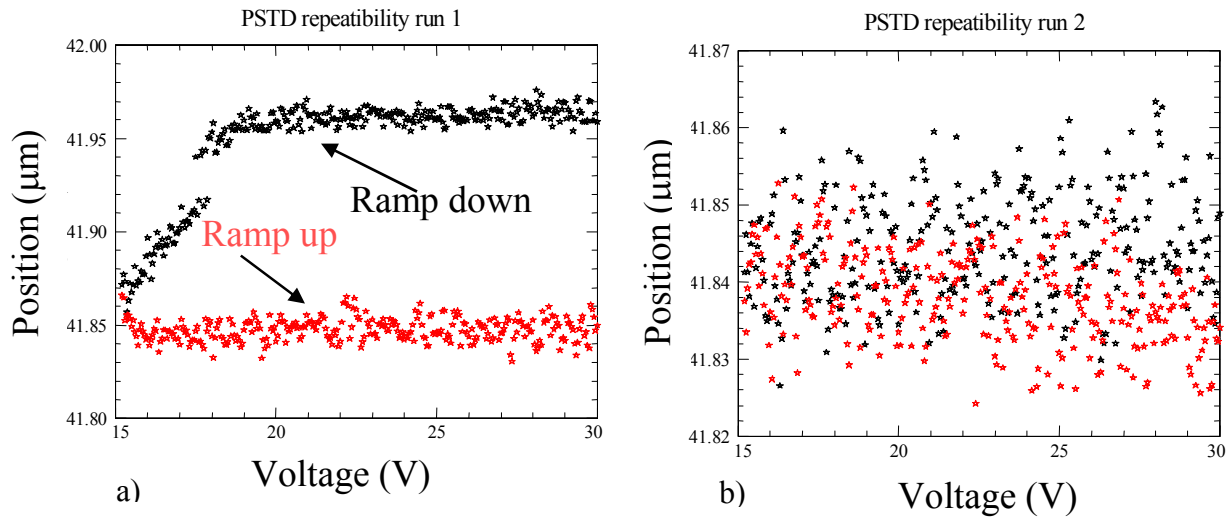 PSTD repeatibility run 1
42.00
41.95
41.90
41.85
41.80
Position (µm)
Ramp down
Ramp up
15
20
25
30
Voltage (V)
a)
PSTD repeatibility run 2
41.87
41.86
41.85
41.84
41.83
41.82
Position (µm)
15
20
25
30
Voltage (V)
b)